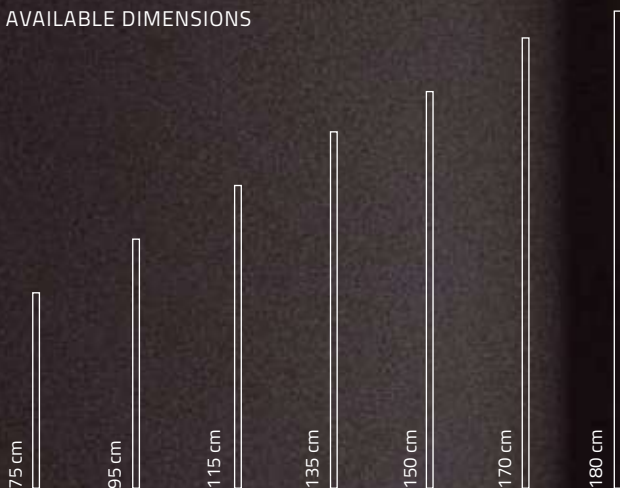 AVAILABLE DIMENSIONS
75 cm
95 cm
115 cm
135 cm
150 cm
170 cm
180 cm